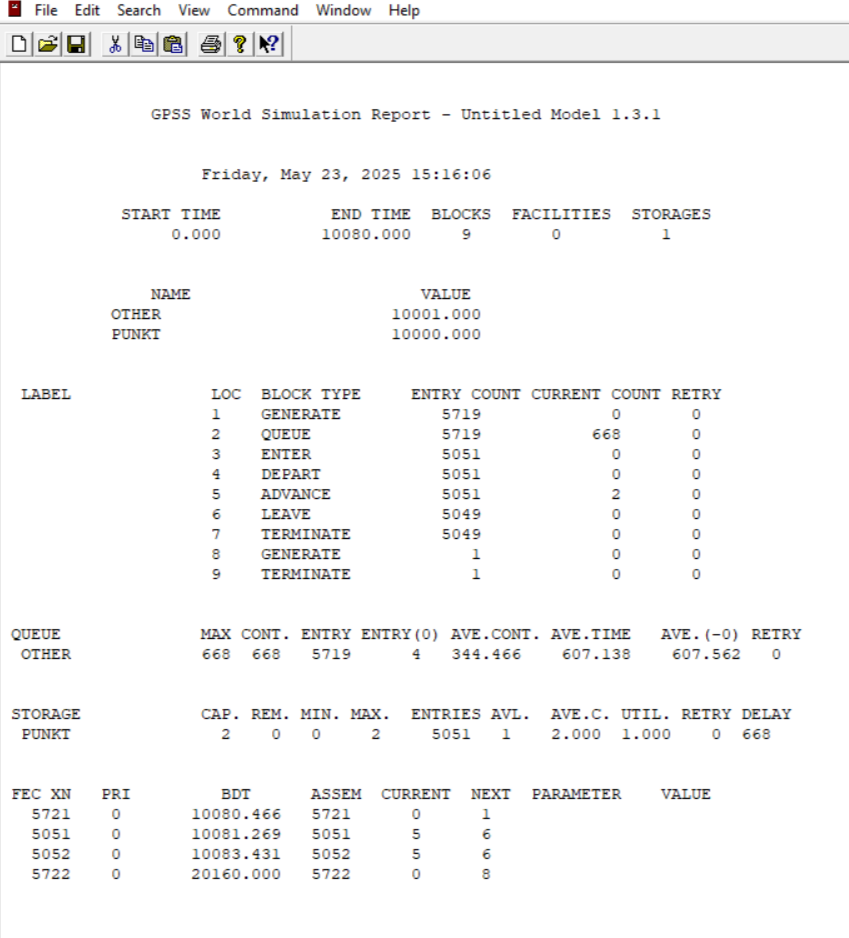 File Edit Search View Command Window Help
GPSS World Simulation Report - Untitled Model 1.3.1
Friday, May 23, 2025 15:16:06
START TIME END TIME BLOCKS FACILITIES STORAGES
0.000 10080.000 9 0 1
NAME VALUE
OTHER 10001.000
PUNKT 10000.000
LABEL LOC BLOCK TYPE ENTRY COUNT CURRENT COUNT RETRY
1 GENERATE 5719 0 0
2 QUEUE 5719 668 0
3 ENTER 5051 0 0
4 DEPART 5051 0 0
5 ADVANCE 5051 2 0
6 LEAVE 5049 0 0
7 TERMINATE 5049 0 0
8 GENERATE 1 0 0
9 TERMINATE 1 0 0
QUEUE MAX CONT. ENTRY ENTRY(0) AVE.CONT. AVE.TIME AVE.(-0) RETRY
OTHER 668 668 5719 4 344.466 607.138 607.562 0
STORAGE CAP. REM. MIN. MAX. ENTRIES AVL. AVE.C. UTIL. RETRY DELAY
PUNKT 2 0 0 2 5051 1 2.000 1.000 0 668
FEC XN PRI BDT ASSEM CURRENT NEXT PARAMETER VALUE
5721 0 10080.466 5721 0 1
5051 0 10081.269 5051 5 6
5052 0 10083.431 5052 5 6
5722 0 20160.000 5722 0 8